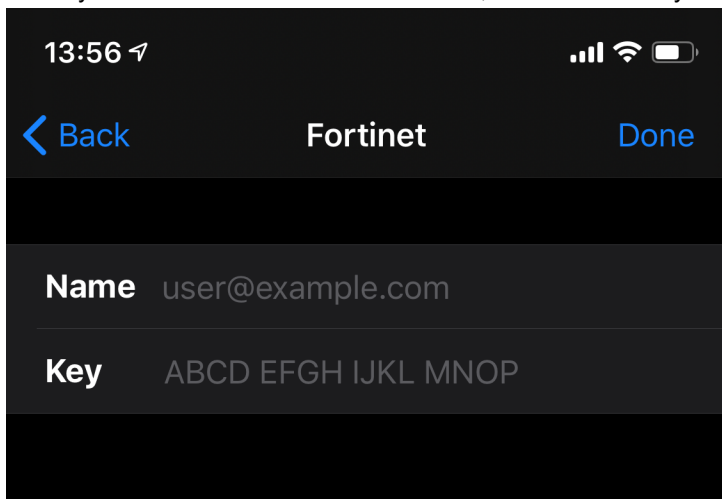 13:56
Back Fortinet Done
Name user@example.com
Key ABCD EFGH IJKL MNOP